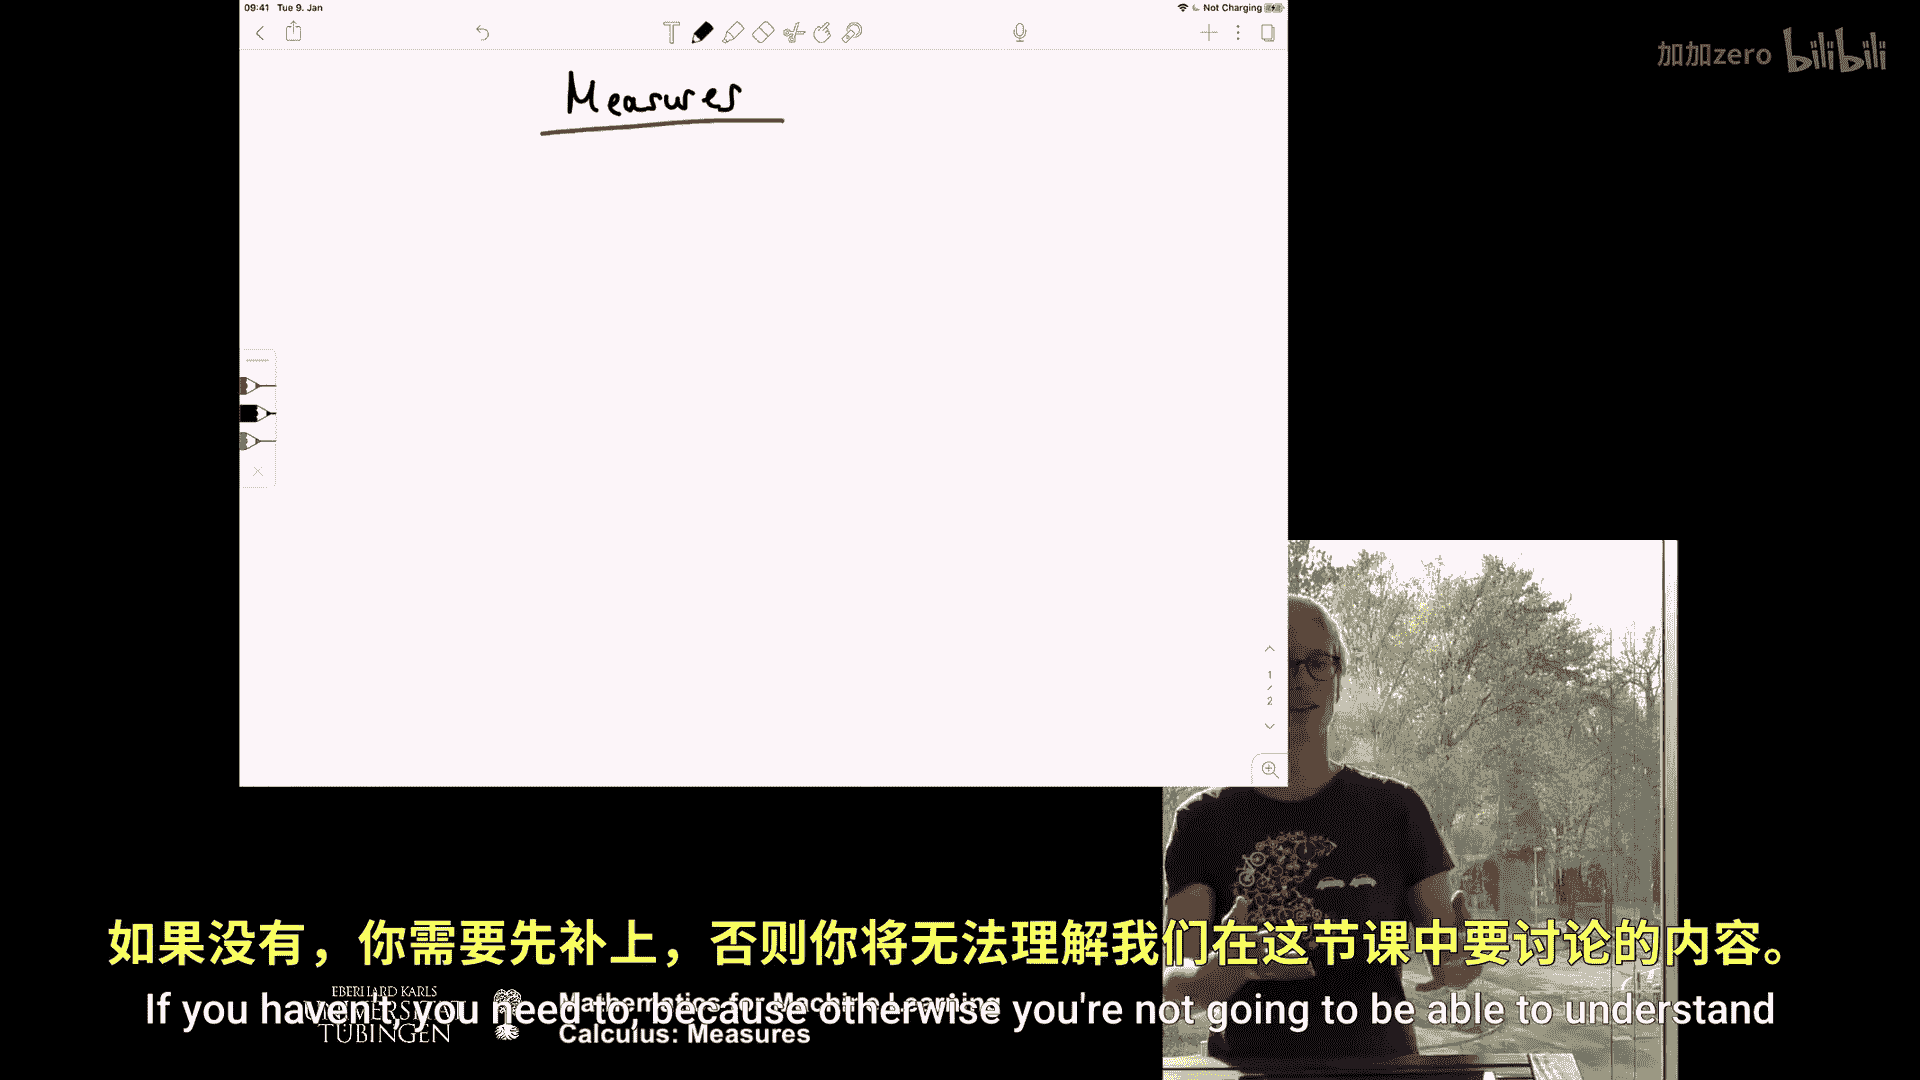 09:41 Tue 9. Jan
Not Charging
加加zero bilibili
Measures
1
2
如果没有，你需要先补上，否则你将无法理解我们在这节课中要讨论的内容。
If you haven't, you need to, because otherwise you're not going to be able to understand
EBERHARD KARLS
UNIVERSITÄT
TÜBINGEN
Mathematics for Machine Learning
Calculus: Measures